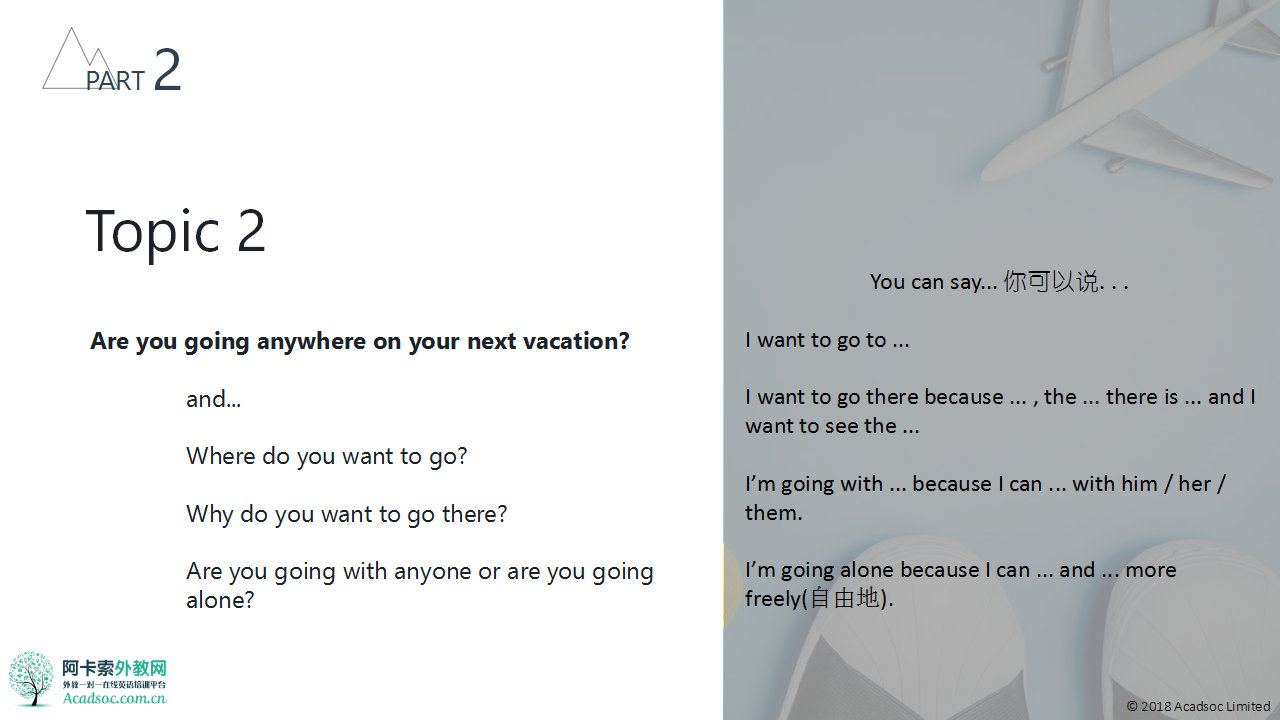 PART 2
Topic 2
Are you going anywhere on your next vacation?
and...
Where do you want to go?
Why do you want to go there?
Are you going with anyone or are you going
alone?
You can say... 你可以说. . .
I want to go to ...
I want to go there because ... , the ... there is ... and I
want to see the ...
I’m going with ... because I can ... with him / her /
them.
I’m going alone because I can ... and ... more
freely(自由地).
阿卡索外教网
外教一对一在线英语培训平台
Acadsoc.com.cn
© 2018 Acadsoc Limited